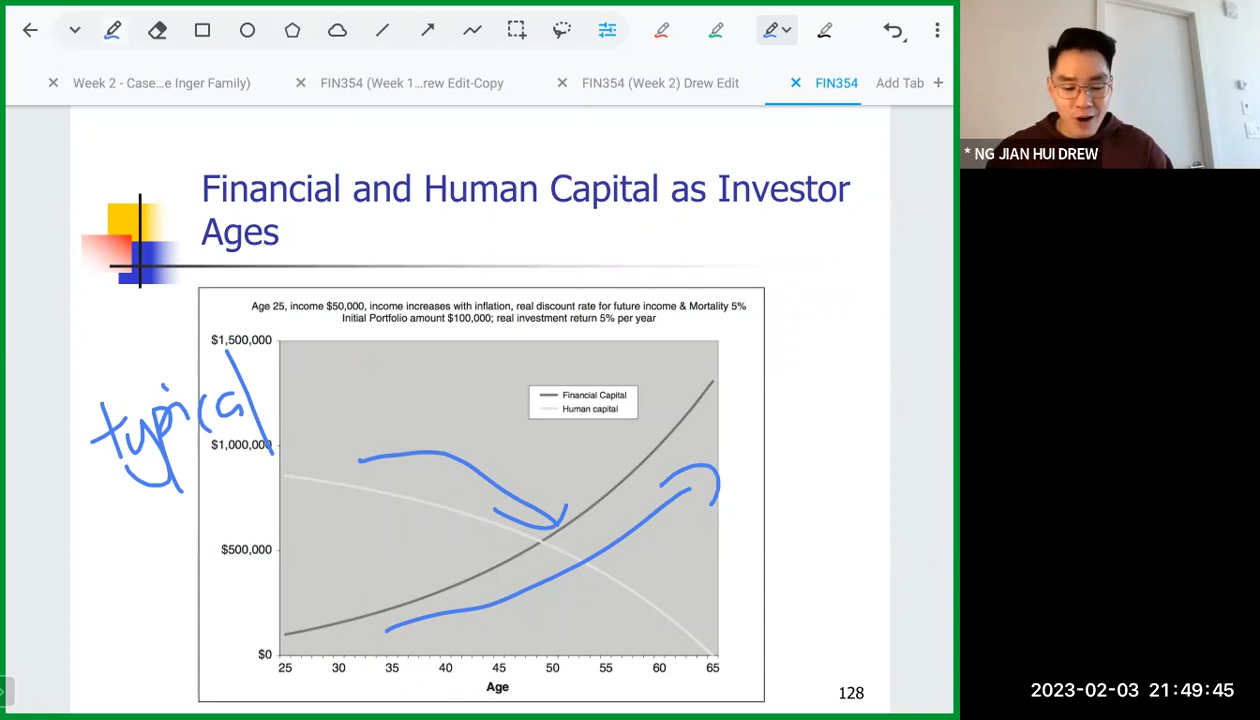 Week 2 - Case...e Inger Family)
FIN354 (Week 1...rew Edit-Copy
FIN354 (Week 2) Drew Edit
FIN354
Add Tab
* NG JIAN HUI DREW
Financial and Human Capital as Investor
Ages
Age 25, income $50,000, income increases with inflation, real discount rate for future income & Mortality 5%
Initial Portfolio amount $100,000; real investment return 5% per year
$1,500,000
Financial Capital
Human capital
typical
$1,000,000
$500,000
$0
25 30 35 40 45 50 55 60 65
Age
128
2023-02-03 21:49:45